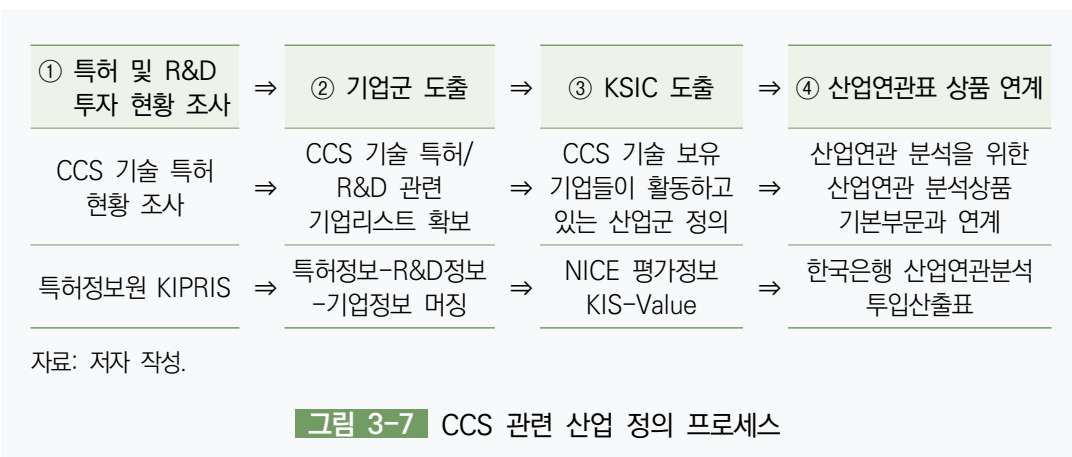 ① 특허 및 R&D
투자 현황 조사
⇒
② 기업군 도출
⇒
③ KSIC 도출
⇒
④ 산업연관표 상품 연계
CCS 기술 특허
현황 조사
⇒
CCS 기술 특허/
R&D 관련
기업리스트 확보
⇒
CCS 기술 보유
기업들이 활동하고
있는 산업군 정의
⇒
산업연관 분석을 위한
산업연관 분석상품
기본부문과 연계
특허정보원 KIPRIS
⇒
특허정보-R&D정보
-기업정보 머징
⇒
NICE 평가정보
KIS-Value
⇒
한국은행 산업연관분석
투입산출표
자료: 저자 작성.
그림 3-7 CCS 관련 산업 정의 프로세스